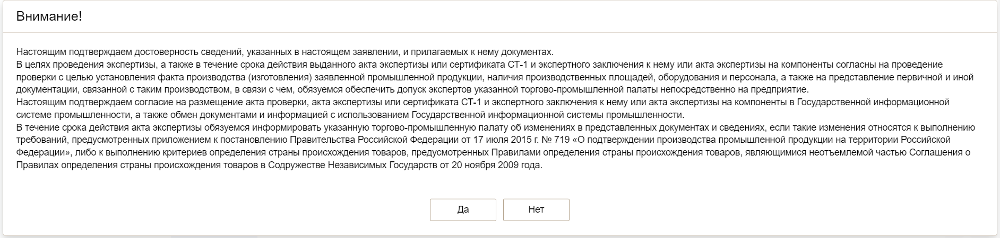 Внимание!
Настоящим подтверждаем достоверность сведений, указанных в настоящем заявлении, и прилагаемых к нему документах.
В целях проведения экспертизы, а также в течение срока действия выданного акта экспертизы или сертификата СТ-1 и экспертного заключения к нему или акта экспертизы на компоненты согласны на проведение
проверки с целью установления факта производства (изготовления) заявленной промышленной продукции, наличия производственных площадей, оборудования и персонала, а также на представление первичной и иной
документации, связанной с таким производством, в связи с чем, обязуемся обеспечить допуск экспертов указанной торгово-промышленной палаты непосредственно на предприятие.
Настоящим подтверждаем согласие на размещение акта проверки, акта экспертизы или сертификата СТ-1 и экспертного заключения к нему или акта экспертизы на компоненты в Государственной информационной
системе промышленности, а также обмен документами и информацией с использованием Государственной информационной системы промышленности.
В течение срока действия акта экспертизы обязуемся информировать указанную торгово-промышленную палату об изменениях в представленных документах и сведениях, если такие изменения относятся к выполнению
требований, предусмотренных приложением к постановлению Правительства Российской Федерации от 17 июля 2015 г. № 719 «О подтверждении производства промышленной продукции на территории Российской
Федерации», либо к выполнению критериев определения страны происхождения товаров, предусмотренных Правилами определения страны происхождения товаров, являющимися неотъемлемой частью Соглашения о
Правилах определения страны происхождения товаров в Содружестве Независимых Государств от 20 ноября 2009 года.
Да Нет